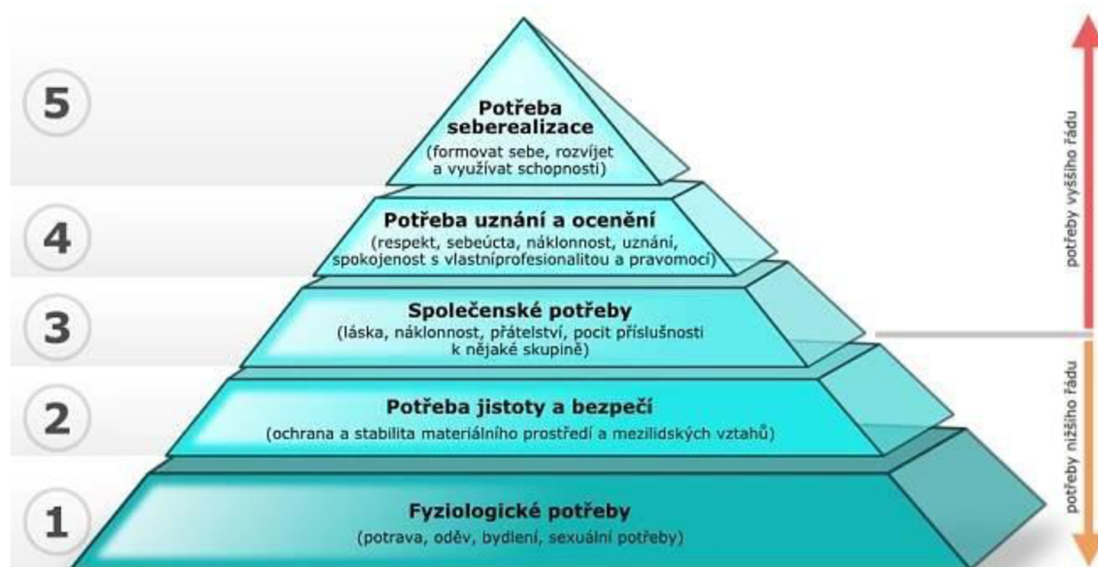 5
Potřeba
seberealizace
(formovat sebe, rozvíjet
a využívat schopnosti)
4
Potřeba uznání a ocenění
(respekt, sebeúcta, náklonnost, uznání,
spokojenost s vlastníprofesionalitou a pravomocí)
3
Společenské potřeby
(láska, náklonnost, přátelství, pocit příslušnosti
k nějaké skupině)
2
Potřeba jistoty a bezpečí
(ochrana a stabilita materiálního prostředí a mezilidských vztahů)
1
Fyziologické potřeby
(potrava, oděv, bydlení, sexuální potřeby)
potřeby vyššího řádu
potřeby nižšího řádu